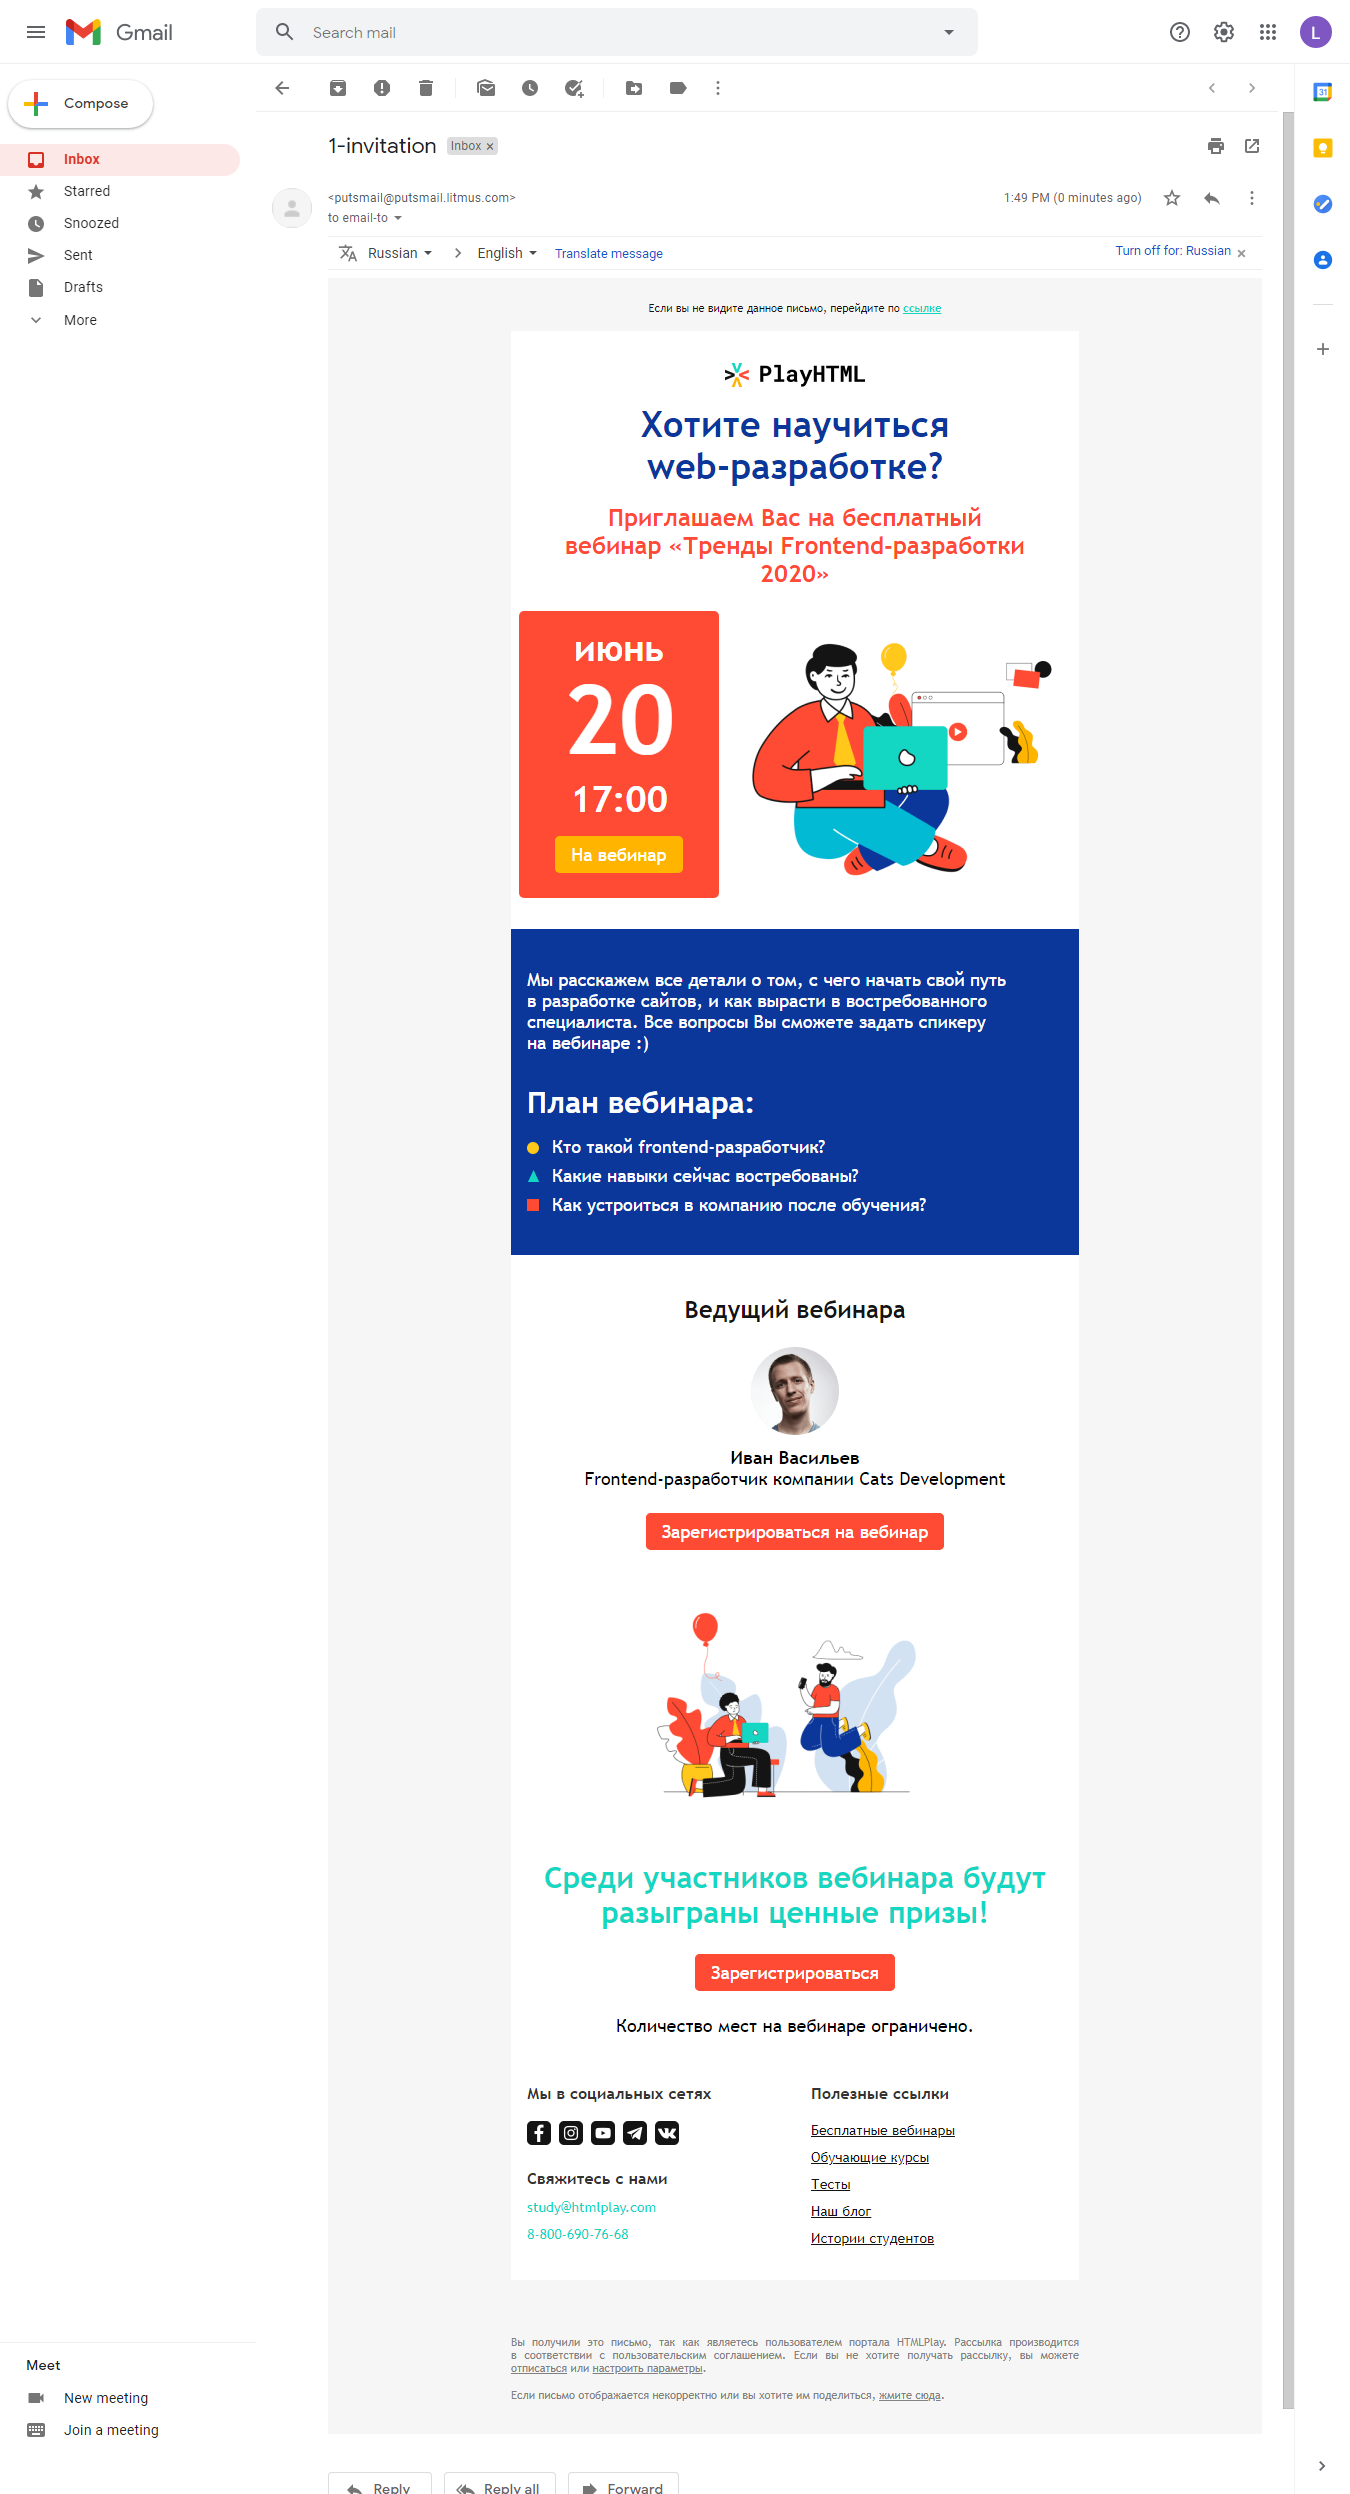 Gmail
Search mail
L
Compose
Inbox
Starred
Snoozed
Sent
Drafts
More
1-invitation Inbox ×
<putsmail@putsmail.litmus.com>
1:49 PM (0 minutes ago)
to email-to
Russian > English Translate message
Turn off for: Russian ×
31
Если вы не видите данное письмо, перейдите по ссылке
PlayHTML
Хотите научиться
web-разработке?
Приглашаем Вас на бесплатный
вебинар «Тренды Frontend-разработки
2020»
июнь
20
17:00
На вебинар
Мы расскажем все детали о том, с чего начать свой путь
в разработке сайтов, и как вырасти в востребованного
специалиста. Все вопросы Вы сможете задать спикеру
на вебинаре :)
План вебинара:
Кто такой frontend-разработчик?
Какие навыки сейчас востребованы?
Как устроиться в компанию после обучения?
Ведущий вебинара
Иван Васильев
Frontend-разработчик компании Cats Development
Зарегистрироваться на вебинар
Среди участников вебинара будут
разыграны ценные призы!
Зарегистрироваться
Количество мест на вебинаре ограничено.
Мы в социальных сетях
Свяжитесь с нами
study@htmlplay.com
8-800-690-76-68
Полезные ссылки
Бесплатные вебинары
Обучающие курсы
Тесты
Наш блог
Истории студентов
Вы получили это письмо, так как являетесь пользователем портала HTMLPlay. Рассылка производится
в соответствии с пользовательским соглашением. Если вы не хотите получать рассылку, вы можете
отписаться или настроить параметры.
Если письмо отображается некорректно или вы хотите им поделиться, жмите сюда.
Meet
New meeting
Join a meeting
Reply
Reply all
Forward